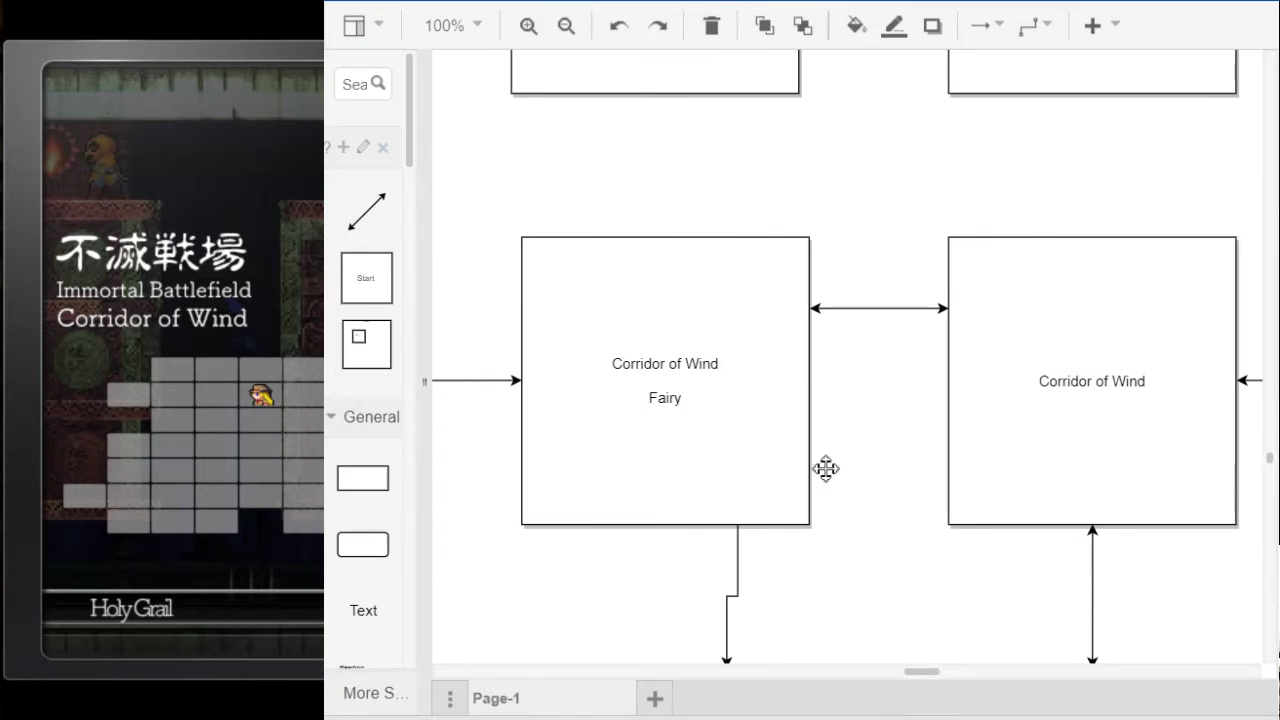 不滅戦場
Immortal Battlefield
Corridor of Wind
Holy Grail
100%
Sea
?
Start
General
Text
More S...
Corridor of Wind
Fairy
Corridor of Wind
Page-1